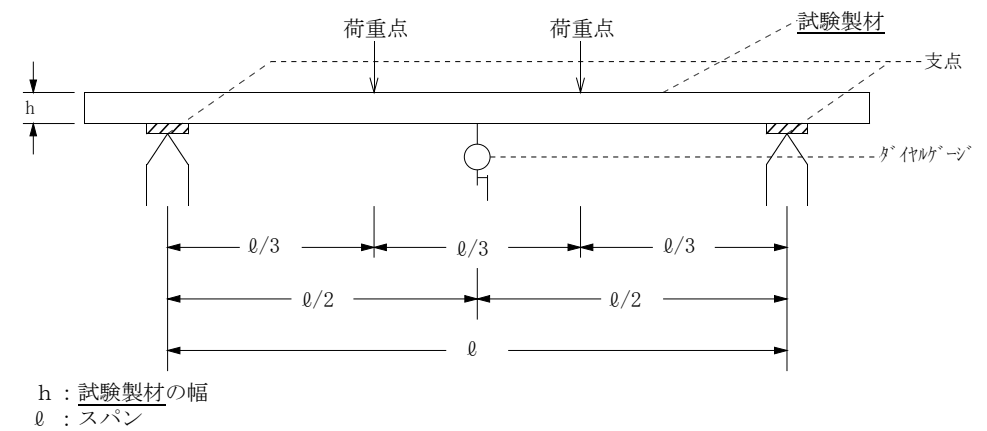 荷重点 荷重点 試験製材
支点
h
ﾀﾞｲﾔﾙｹﾞｰｼﾞ
ℓ/3 ℓ/3 ℓ/3
ℓ/2 ℓ/2
ℓ
h：試験製材の幅
ℓ：スパン